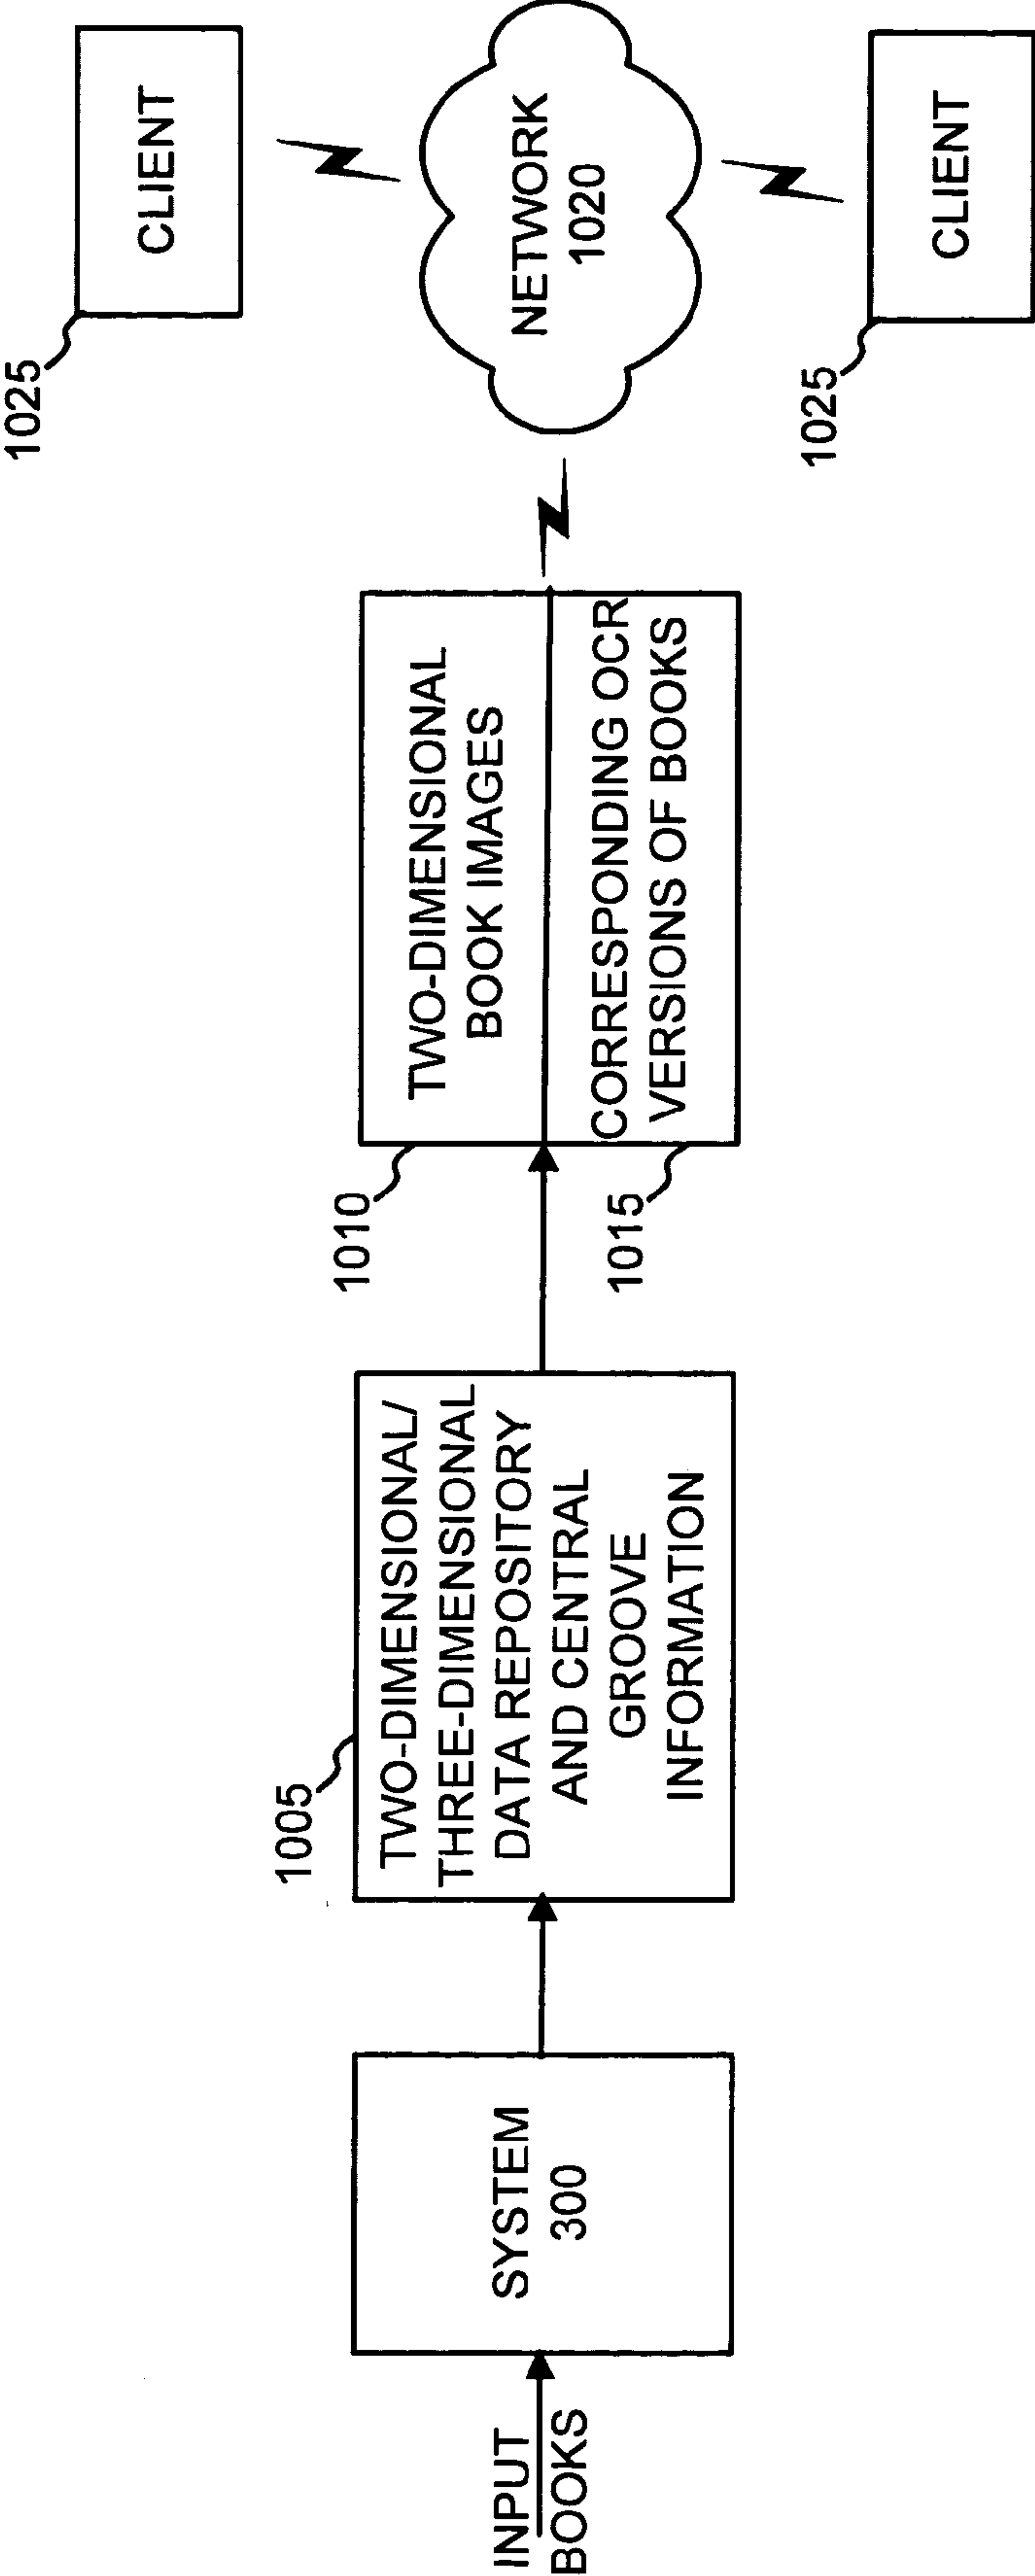 INPUT
BOOKS
SYSTEM
300
1005
TWO-DIMENSIONAL/
THREE-DIMENSIONAL
DATA REPOSITORY
AND CENTRAL
GROOVE
INFORMATION
1010
TWO-DIMENSIONAL
BOOK IMAGES
1015
CORRESPONDING OCR
VERSIONS OF BOOKS
NETWORK
1020
1025
CLIENT
1025
CLIENT